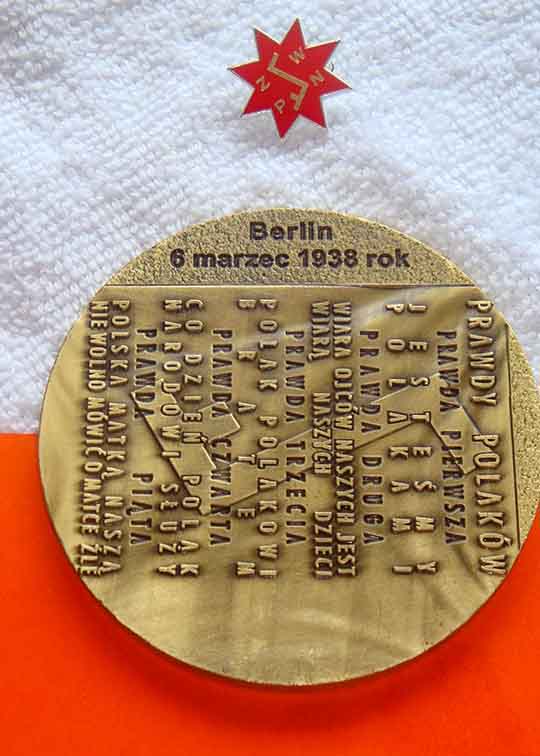 Z W
P N
Berlin
6 marzec 1938 rok
PRAWDY POLAKÓW
PRAWDA PIERWSZA
JESTEŚMY
POLAKAMI
PRAWDA DRUGA
WIARA OJCÓW NASZYCH JEST
WIARĄ NASZYCH DZIECI
PRAWDA TRZECIA
POLAK POLAKOWI
BRATEM
PRAWDA CZWARTA
CO DZIEŃ POLAK
NARODOWI SŁUŻY
PRAWDA PIĄTA
POLSKA MATKĄ NASZĄ
NIE WOLNO MÓWIĆ O MATCE ŹLE